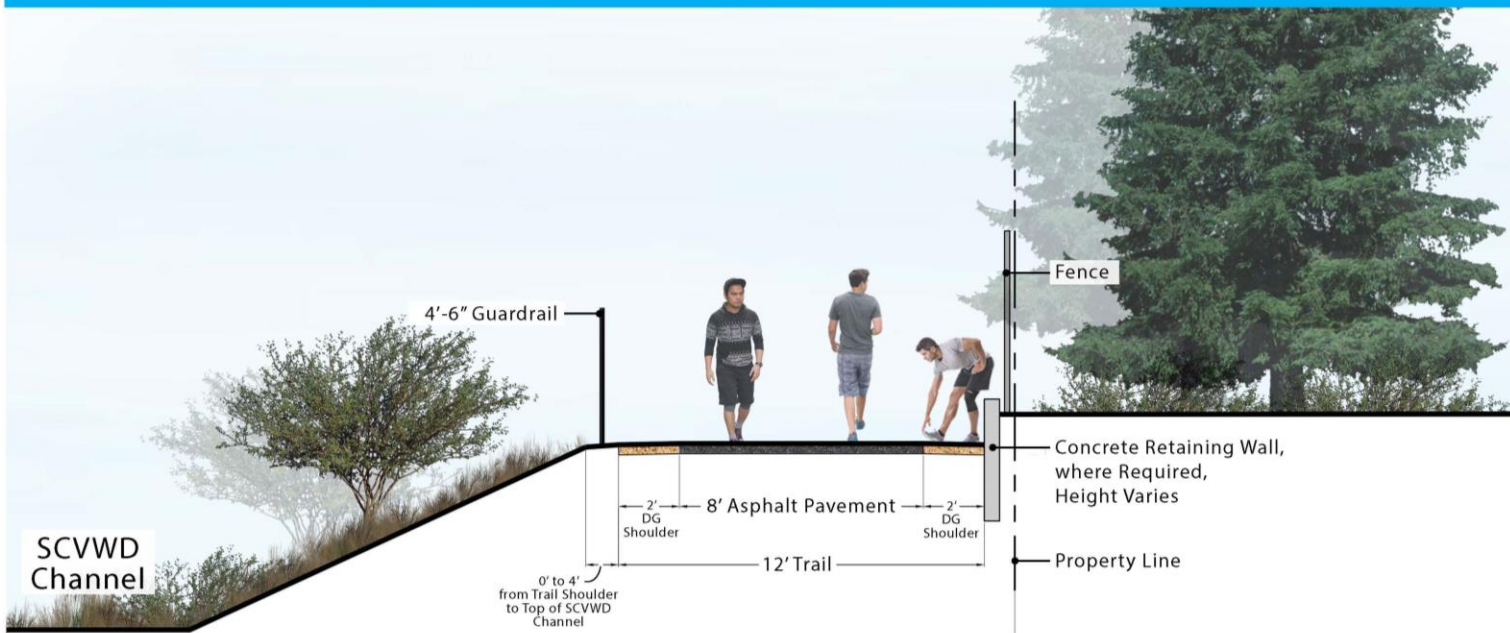 4'-6" Guardrail
Fence
Concrete Retaining Wall,
where Required,
Height Varies
2'
DG
Shoulder
8' Asphalt Pavement
2'
DG
Shoulder
SCVWD
Channel
12' Trail
Property Line
0' to 4'
from Trail Shoulder
to Top of SCVWD
Channel